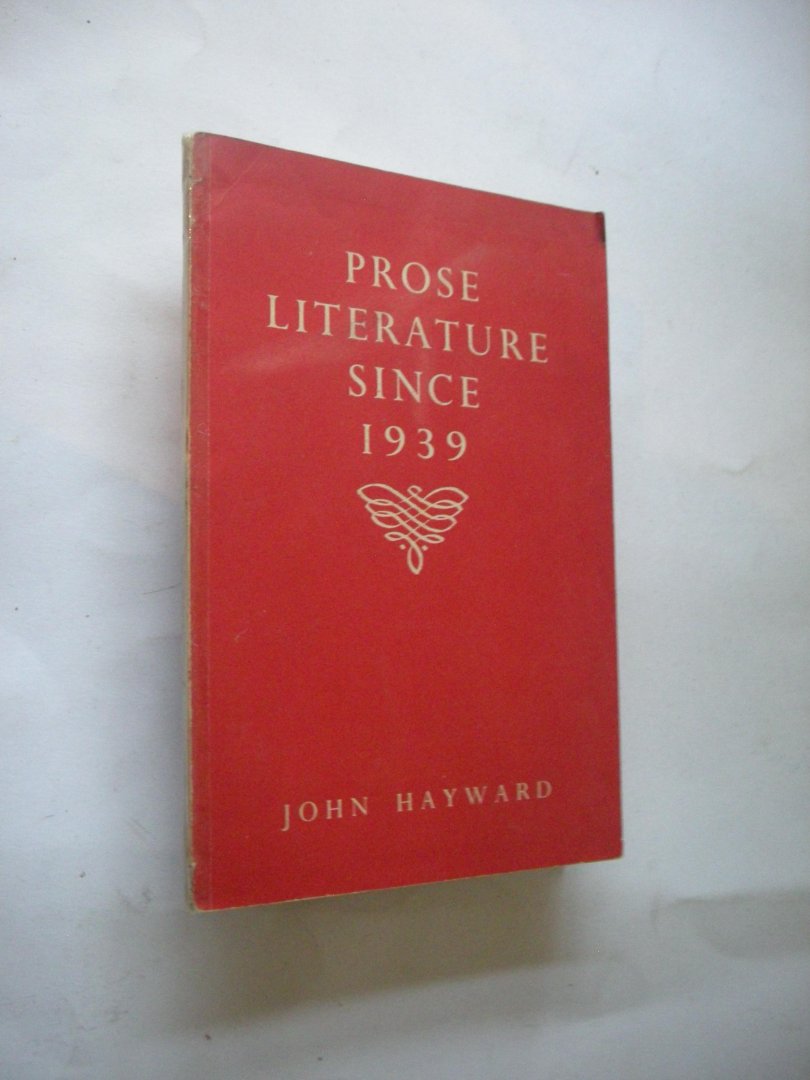 PROSE
LITERATURE
SINCE
1939
JOHN HAYWARD